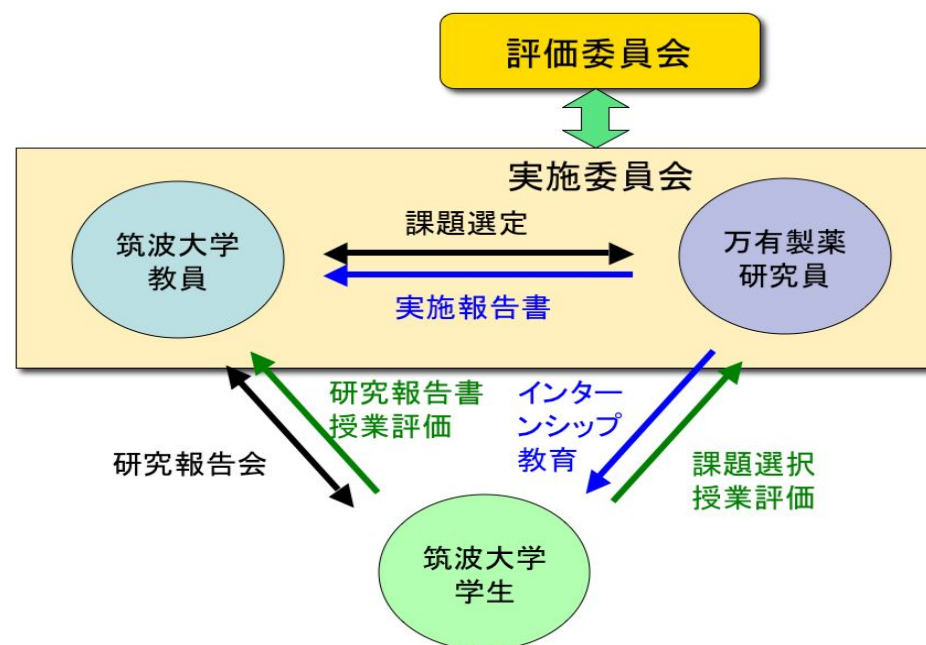 評価委員会
実施委員会
筑波大学
教員
課題選定
実施報告書
万有製薬
研究員
研究報告書
授業評価
インター
ンシップ
教育
研究報告会
課題選択
授業評価
筑波大学
学生